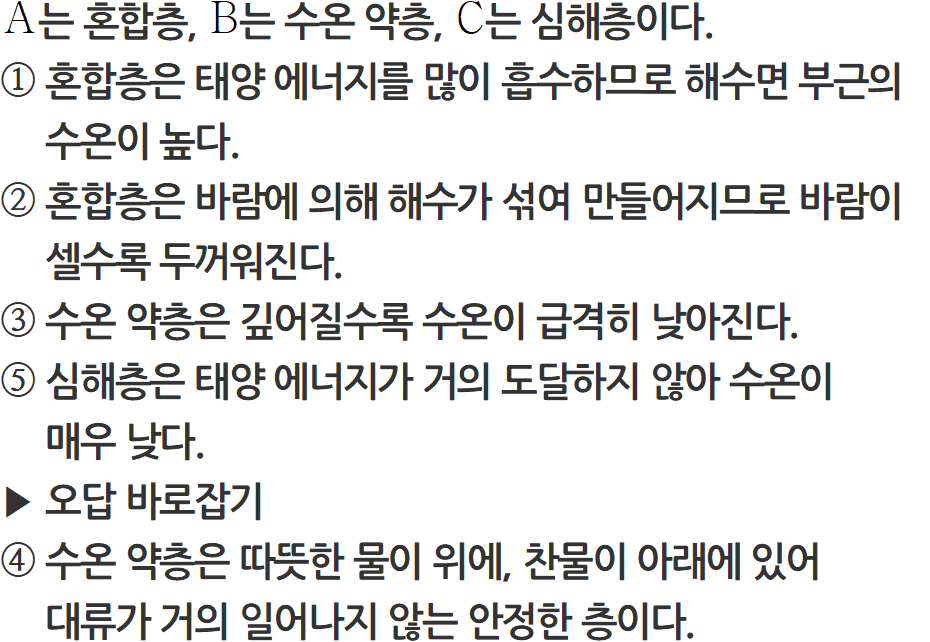 A는 혼합층, B는 수온 약층, C는 심해층이다.
① 혼합층은 태양 에너지를 많이 흡수하므로 해수면 부근의
수온이 높다.
② 혼합층은 바람에 의해 해수가 섞여 만들어지므로 바람이
셀수록 두꺼워진다.
③ 수온 약층은 깊어질수록 수온이 급격히 낮아진다.
⑤ 심해층은 태양 에너지가 거의 도달하지 않아 수온이
매우 낮다.
▶ 오답 바로잡기
④ 수온 약층은 따뜻한 물이 위에, 찬물이 아래에 있어
대류가 거의 일어나지 않는 안정한 층이다.